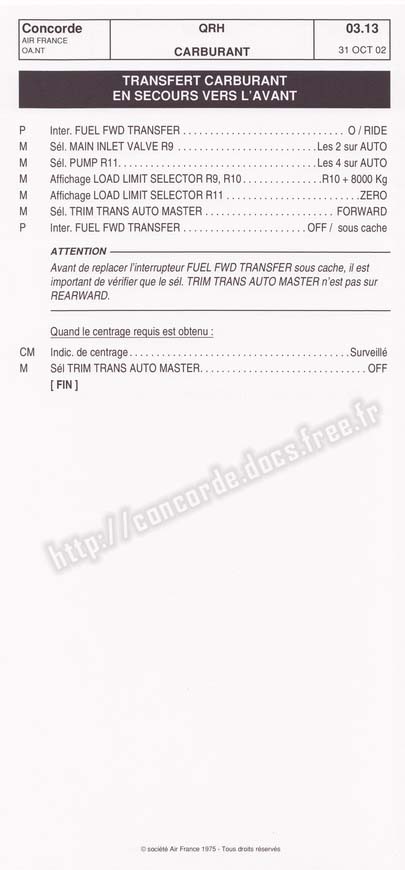 Concorde QRH 03.13
AIR FRANCE
OA.NT CARBURANT 31 OCT 02
TRANSFERT CARBURANT
EN SECOURS VERS L'AVANT
P Inter. FUEL FWD TRANSFER . . . . . . . . . . . . . . . . . . . . . . . . . . . . O / RIDE
M Sél. MAIN INLET VALVE R9 . . . . . . . . . . . . . . . . . . . . . . . . . Les 2 sur AUTO
M Sél. PUMP R11. . . . . . . . . . . . . . . . . . . . . . . . . . . . . . . . . . Les 4 sur AUTO
M Affichage LOAD LIMIT SELECTOR R9, R10. . . . . . . . . . . . . . R10 + 8000 Kg
M Affichage LOAD LIMIT SELECTOR R11 . . . . . . . . . . . . . . . . . . . . . . . ZERO
M Sél. TRIM TRANS AUTO MASTER . . . . . . . . . . . . . . . . . . . . . . FORWARD
P Inter. FUEL FWD TRANSFER . . . . . . . . . . . . . . . . . . . . . OFF / sous cache
ATTENTION
Avant de replacer l'interrupteur FUEL FWD TRANSFER sous cache, il est
important de vérifier que le sél. TRIM TRANS AUTO MASTER n'est pas sur
REARWARD.
Quand le centrage requis est obtenu :
CM Indic. de centrage . . . . . . . . . . . . . . . . . . . . . . . . . . . . . . . . . . Surveillé
M Sél TRIM TRANS AUTO MASTER. . . . . . . . . . . . . . . . . . . . . . . . . . . . OFF
[ FIN ]
http://concorde.docs.free.fr
© société Air France 1975 - Tous droits réservés